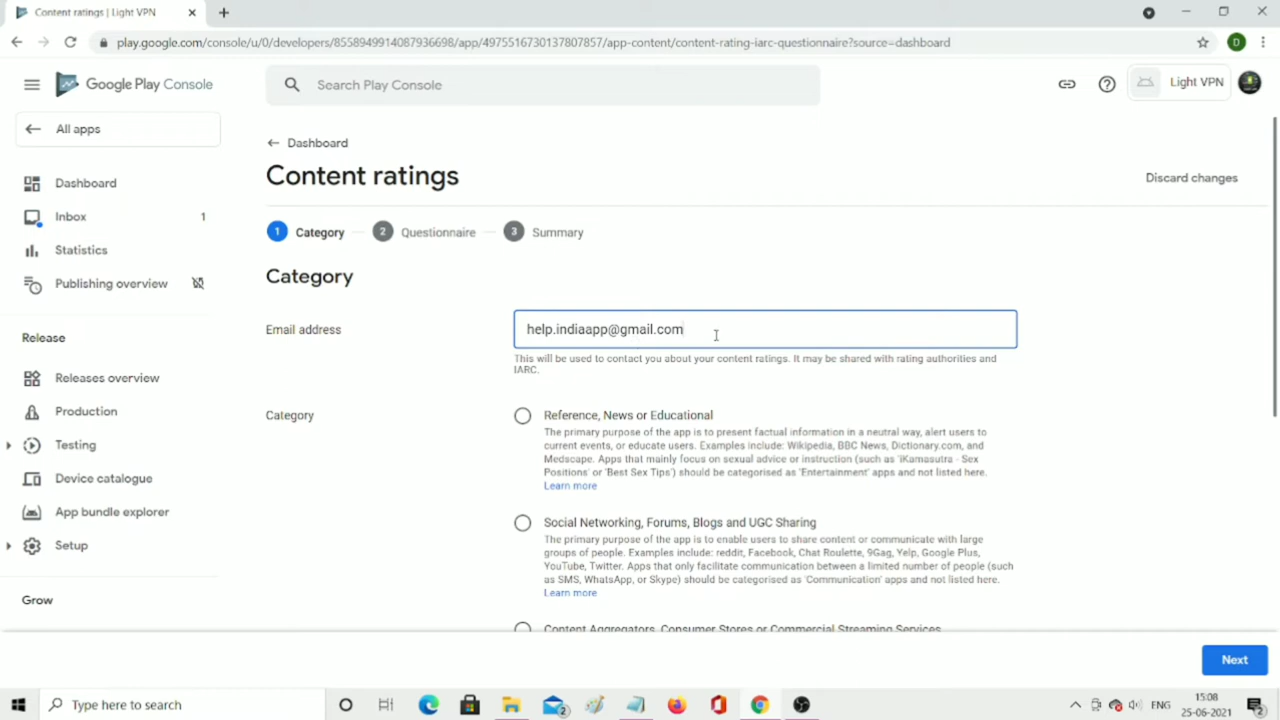 Content ratings | Light VPN
play.google.com/console/u/0/developers/8558949914087936698/app/4975516730137807857/app-content/content-rating-iarc-questionnaire?source=dashboard
D
Google Play Console
Search Play Console
Light VPN
All apps
Dashboard
Inbox 1
Statistics
Publishing overview
Release
Releases overview
Production
Testing
Device catalogue
App bundle explorer
Setup
Grow
Dashboard
Content ratings
Discard changes
1 Category 2 Questionnaire 3 Summary
Category
Email address
help.indiaapp@gmail.com
This will be used to contact you about your content ratings. It may be shared with rating authorities and
IARC.
Category
Reference, News or Educational
The primary purpose of the app is to present factual information in a neutral way, alert users to
current events, or educate users. Examples include: Wikipedia, BBC News, Dictionary.com, and
Medscape. Apps that mainly focus on sexual advice or instruction (such as 'iKamasutra - Sex
Positions' or 'Best Sex Tips') should be categorised as 'Entertainment' apps and not listed here.
Learn more
Social Networking, Forums, Blogs and UGC Sharing
The primary purpose of the app is to enable users to share content or communicate with large
groups of people. Examples include: reddit, Facebook, Chat Roulette, 9Gag, Yelp, Google Plus,
YouTube, Twitter. Apps that only facilitate communication between a limited number of people (such
as SMS, WhatsApp, or Skype) should be categorised as 'Communication' apps and not listed here.
Learn more
Content Aggregators, Consumer Stores or Commercial Streaming Services
Next
Type here to search
2
ENG
15:08
25-06-2021
2